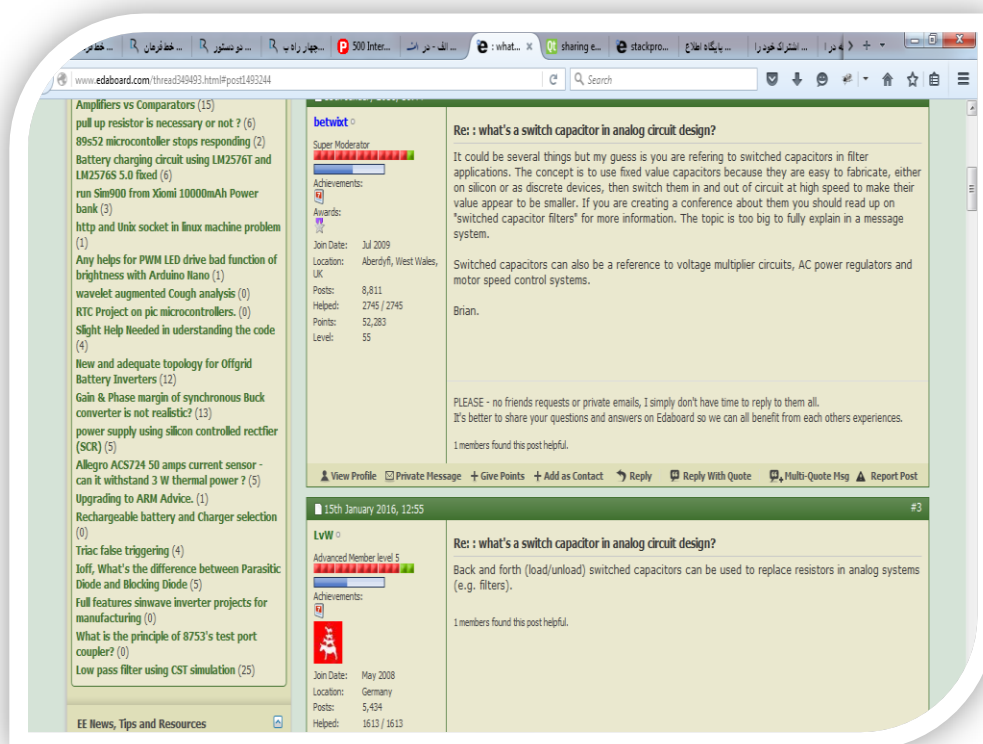 خط فرمان ...
... دو دستور
چهار راه ب...
500 Inter...
الف - در ...
: what... x
sharing e...
stackpro...
پایگاه اطلاع ...
اشتراک خود را ...
www.edaboard.com/thread349493.html#post1493244
Search
Amplifiers vs Comparators (15)
pull up resistor is necessary or not ? (6)
89s52 microcontoller stops responding (2)
Battery charging circuit using LM2576T and
LM2576S 5.0 fixed (6)
run Sim900 from Xiomi 10000mAh Power
bank (3)
http and Unix socket in linux machine problem
(1)
Any helps for PWM LED drive bad function of
brightness with Arduino Nano (1)
wavelet augmented Cough analysis (0)
RTC Project on pic microcontrollers. (0)
Slight Help Needed in uderstanding the code
(4)
New and adequate topology for Offgrid
Battery Inverters (12)
Gain & Phase margin of synchronous Buck
converter is not realistic? (13)
power supply using silicon controlled rectfier
(SCR) (5)
Allegro ACS724 50 amps current sensor -
can it withstand 3 W thermal power ? (5)
Upgrading to ARM Advice. (1)
Rechargeable battery and Charger selection
(0)
Triac false triggering (4)
Ioff, What's the difference between Parasitic
Diode and Blocking Diode (5)
Full features sinwave inverter projects for
manufacturing (0)
What is the principle of 8753's test port
coupler? (0)
Low pass filter using CST simulation (25)
EE News, Tips and Resources
betwixt
Super Moderator
Achievements:
Awards:
Join Date: Jul 2009
Location: Aberdyfi, West Wales,
UK
Posts: 8,811
Helped: 2745 / 2745
Points: 52,283
Level: 55
Re: : what's a switch capacitor in analog circuit design?
It could be several things but my guess is you are refering to switched capacitors in filter
applications. The concept is to use fixed value capacitors because they are easy to fabricate, either
on silicon or as discrete devices, then switch them in and out of circuit at high speed to make their
value appear to be smaller. If you are creating a conference about them you should read up on
"switched capacitor filters" for more information. The topic is too big to fully explain in a message
system.
Switched capacitors can also be a reference to voltage multiplier circuits, AC power regulators and
motor speed control systems.
Brian.
PLEASE - no friends requests or private emails, I simply don't have time to reply to them all.
It's better to share your questions and answers on Edaboard so we can all benefit from each others experiences.
1 members found this post helpful.
View Profile Private Message Give Points Add as Contact Reply Reply With Quote Multi-Quote Msg Report Post
15th January 2016, 12:55 #3
LvW
Advanced Member level 5
Achievements:
Join Date: May 2008
Location: Germany
Posts: 5,434
Helped: 1613 / 1613
Re: : what's a switch capacitor in analog circuit design?
Back and forth (load/unload) switched capacitors can be used to replace resistors in analog systems
(e.g. filters).
1 members found this post helpful.